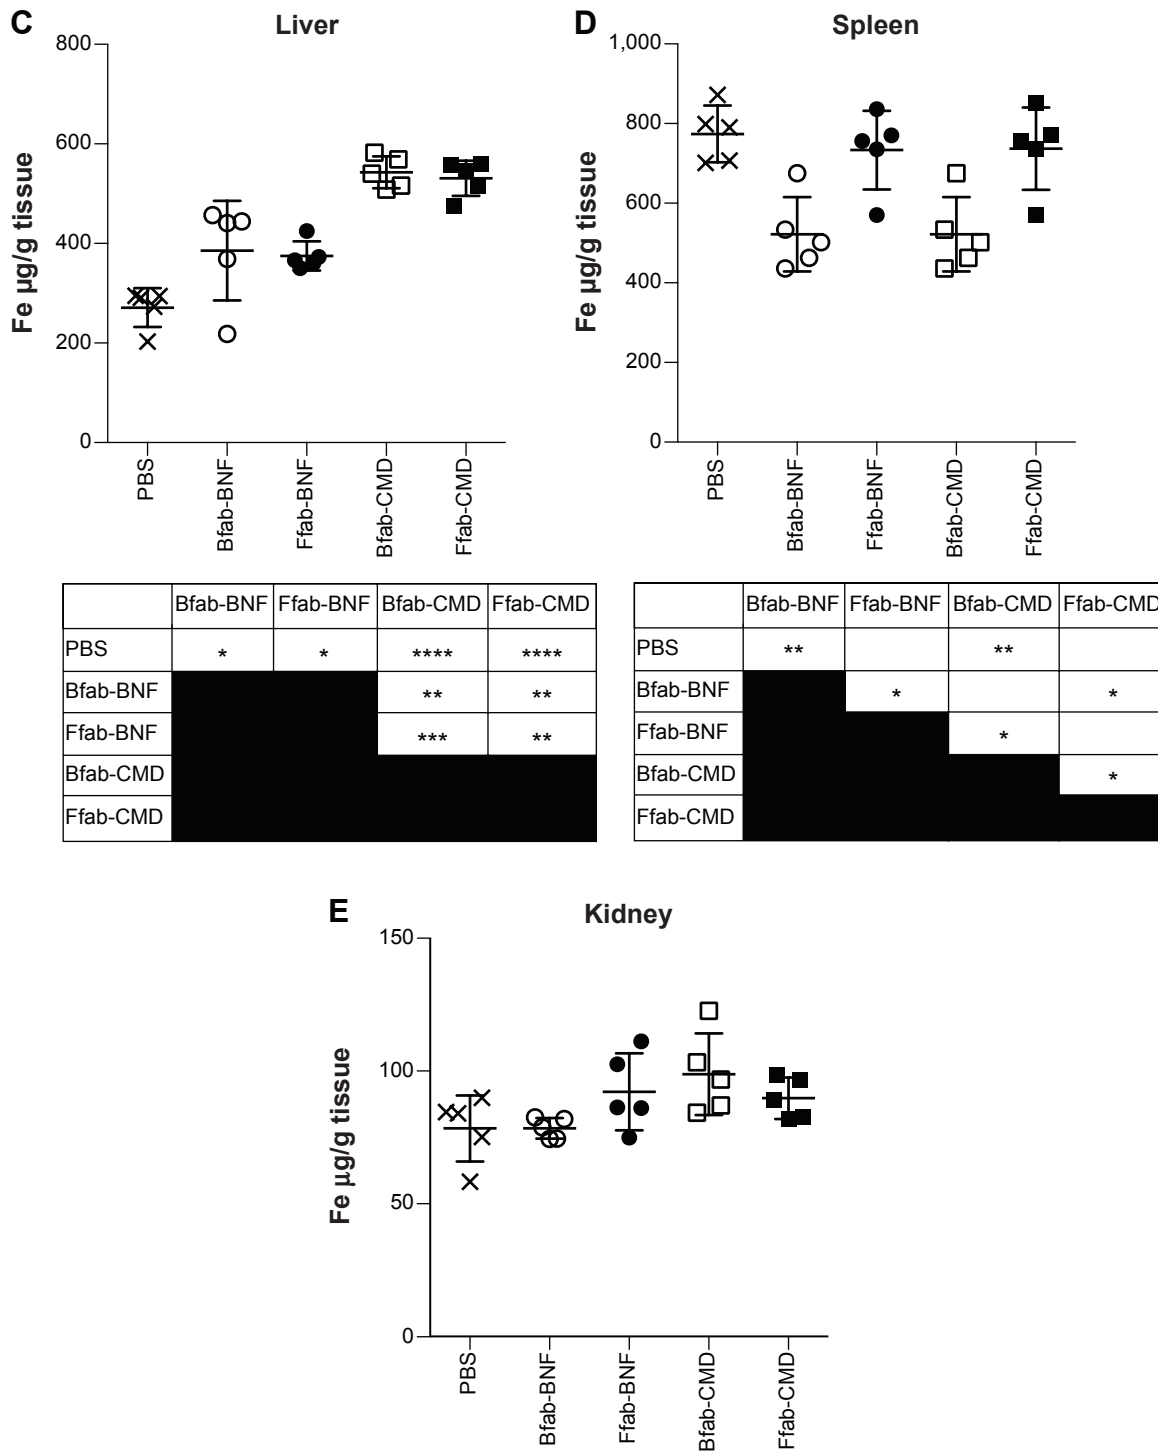 C Liver
800
600
400
200
0
Fe µg/g tissue
PBS
Bfab-BNF
Ffab-BNF
Bfab-CMD
Ffab-CMD
Bfab-BNF Ffab-BNF Bfab-CMD Ffab-CMD
PBS * * **** ****
Bfab-BNF ** **
Ffab-BNF *** **
Bfab-CMD
Ffab-CMD
D Spleen
1,000
800
600
400
200
0
Fe µg/g tissue
PBS
Bfab-BNF
Ffab-BNF
Bfab-CMD
Ffab-CMD
Bfab-BNF Ffab-BNF Bfab-CMD Ffab-CMD
PBS ** **
Bfab-BNF * *
Ffab-BNF *
Bfab-CMD *
Ffab-CMD
E Kidney
150
100
50
0
Fe µg/g tissue
PBS
Bfab-BNF
Ffab-BNF
Bfab-CMD
Ffab-CMD